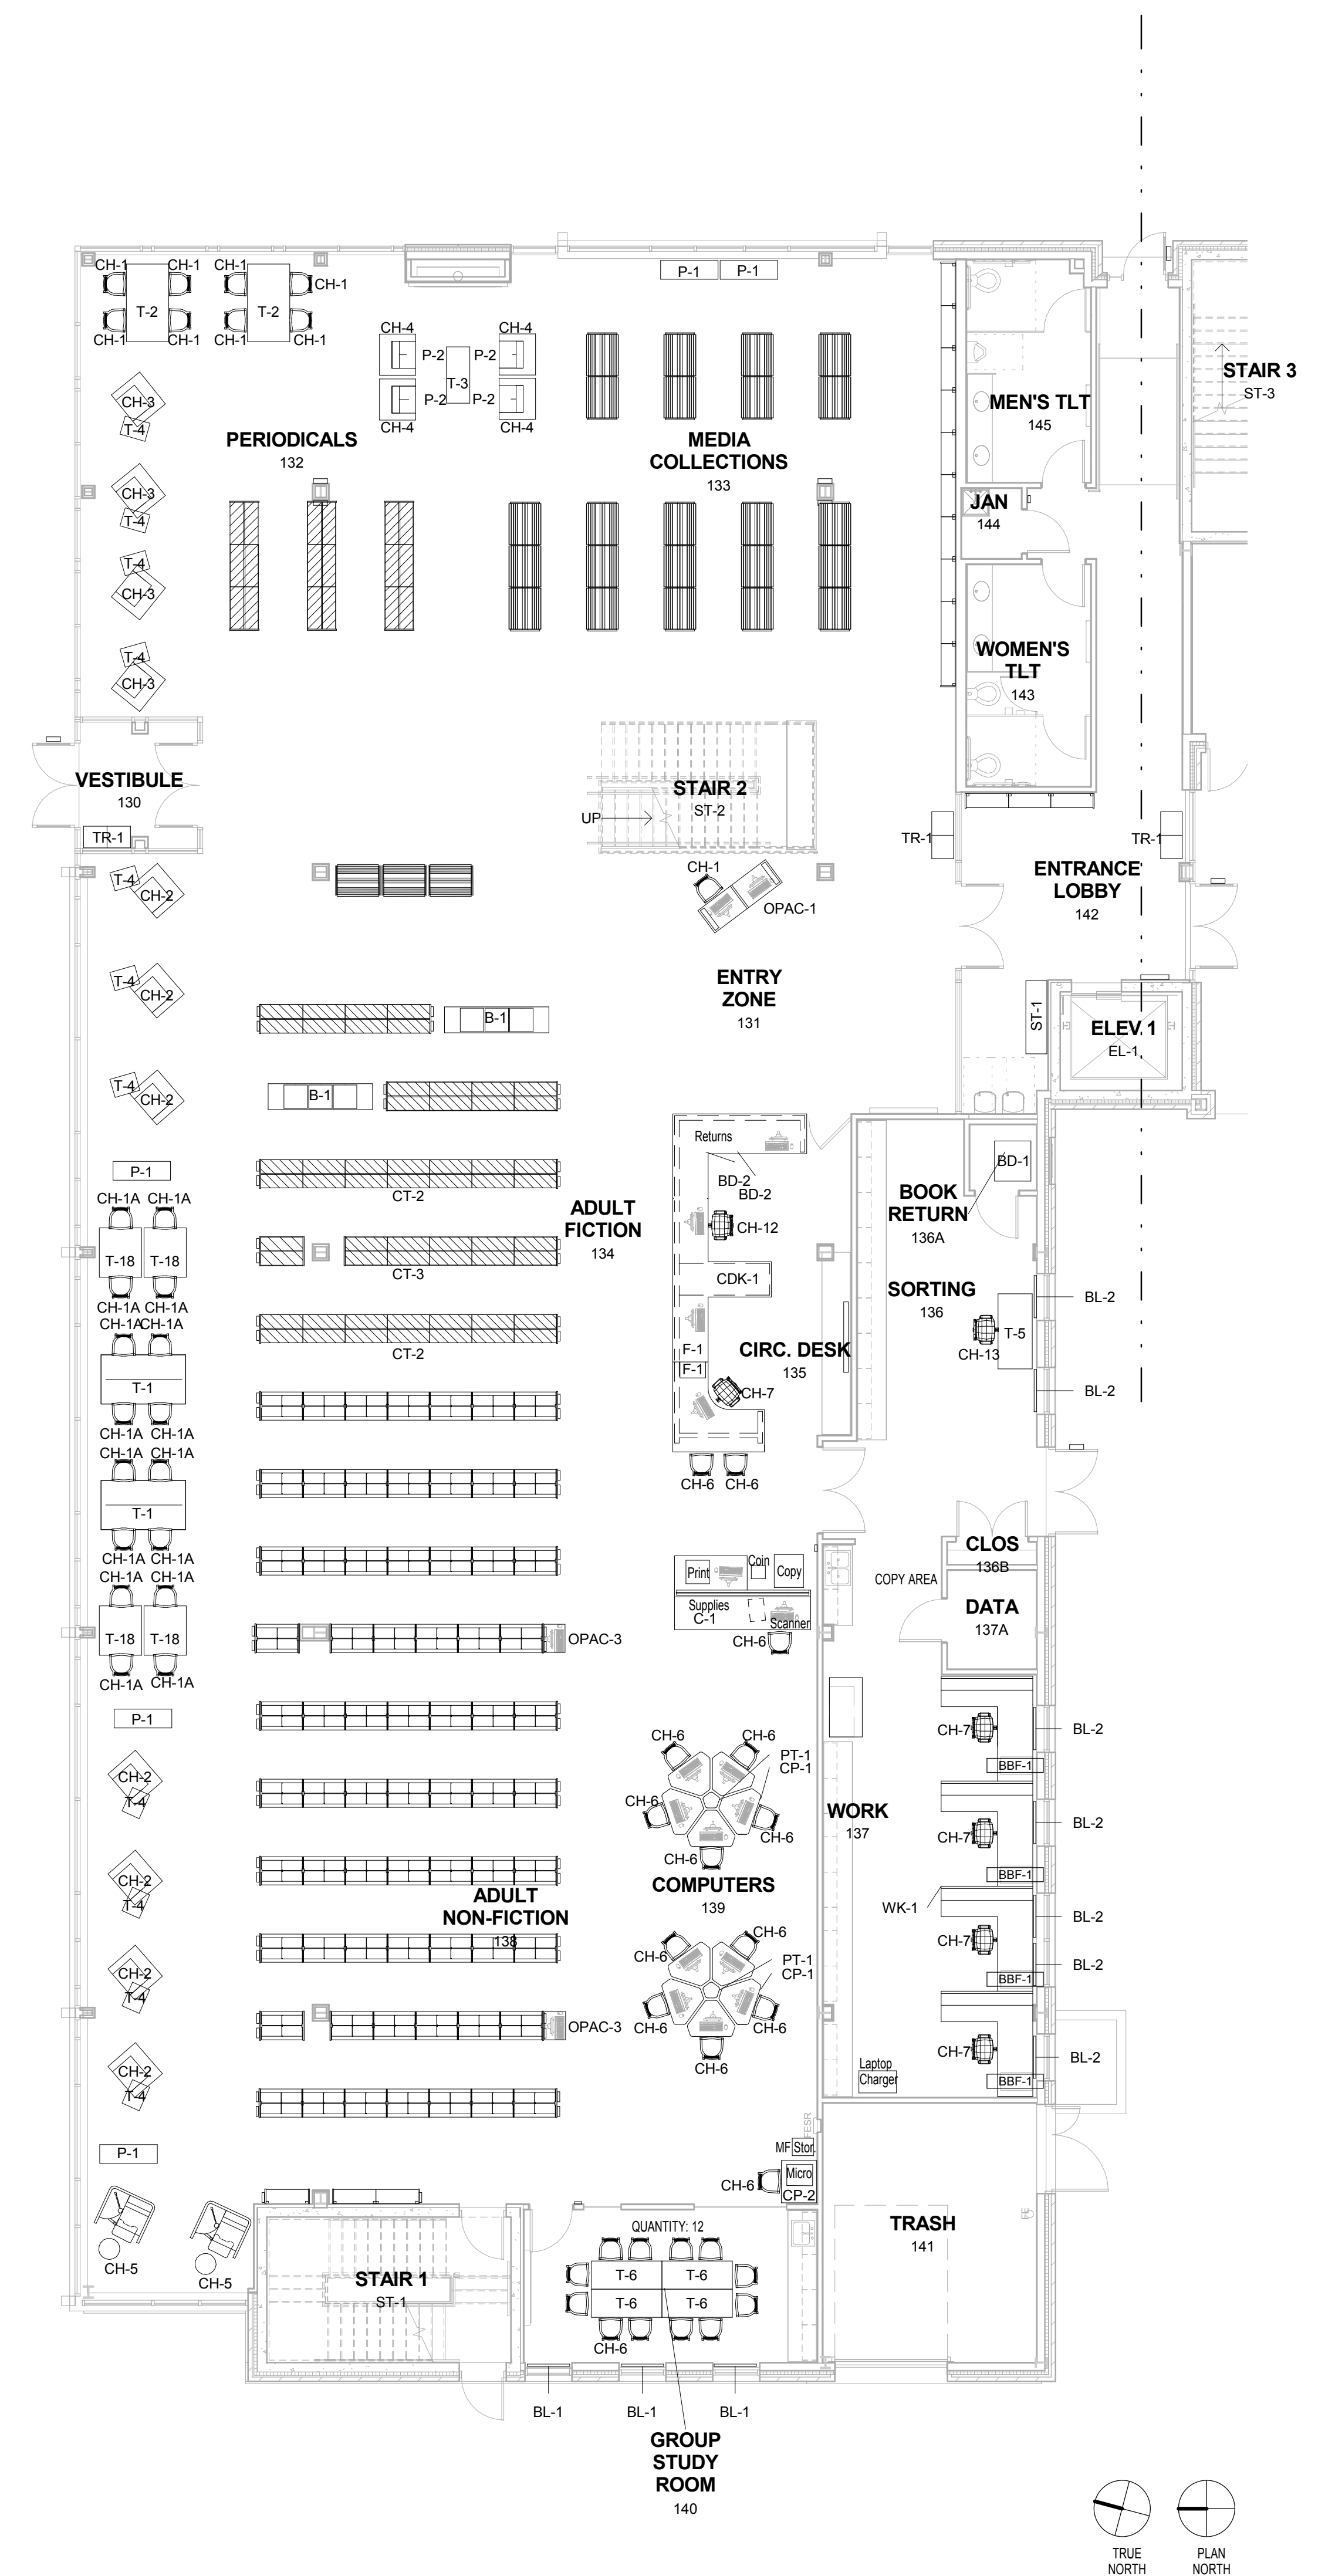 CH-1
CH-1
CH-1
CH-1
T-2
T-2
CH-1
CH-1
CH-1
CH-1
P-1
P-1
CH-4
CH-4
P-2
P-2
T-3
P-2
P-2
CH-4
CH-4
CH-3
T-4
PERIODICALS
132
MEDIA
COLLECTIONS
133
MEN'S TLT
145
STAIR 3
ST-3
CH-3
T-4
JAN
144
T-4
CH-3
T-4
CH-3
WOMEN'S
TLT
143
VESTIBULE
130
TR-1
STAIR 2
ST-2
UP
TR-1
TR-1
CH-1
OPAC-1
ENTRANCE
LOBBY
142
T-4
CH-2
T-4
CH-2
ENTRY
ZONE
131
B-1
ST-1
ELEV. 1
EL-1
T-4
CH-2
B-1
Returns
BD-2
BD-2
BD-1
P-1
CH-1A
CH-1A
CT-2
ADULT
FICTION
134
CH-12
BOOK
RETURN
136A
T-18
T-18
CT-3
CDK-1
SORTING
136
BL-2
CH-1A
CH-1A
CH-1A
CH-1A
CT-2
F-1
F-1
CIRC. DESK
135
CH-13
T-5
T-1
CH-7
BL-2
CH-1A
CH-1A
CH-1A
CH-1A
CH-6
CH-6
T-1
CH-1A
CH-1A
CH-1A
CH-1A
Print
Coin
Copy
COPY AREA
CLOS
136B
Supplies
C-1
Scanner
DATA
137A
T-18
T-18
OPAC-3
CH-6
CH-1A
CH-1A
P-1
CH-6
CH-6
PT-1
CP-1
CH-7
BL-2
BBF-1
CH-2
T-4
CH-6
CH-6
CH-6
WORK
137
CH-7
BL-2
BBF-1
CH-2
T-4
ADULT
NON-FICTION
138
COMPUTERS
139
WK-1
BL-2
CH-6
CH-6
PT-1
CP-1
CH-7
BL-2
BBF-1
CH-2
T-4
OPAC-3
CH-6
CH-6
CH-6
CH-7
BL-2
BBF-1
CH-2
T-4
Laptop
Charger
FESR
P-1
MF Stor.
Micro
CP-2
CH-6
CH-5
CH-5
STAIR 1
ST-1
QUANTITY: 12
T-6
T-6
T-6
T-6
CH-6
TRASH
141
FE
BL-1
BL-1
BL-1
GROUP
STUDY
ROOM
140
TRUE
NORTH
PLAN
NORTH